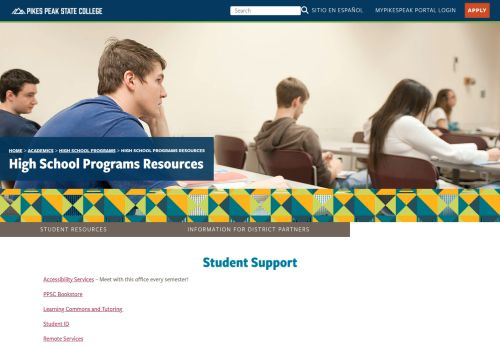 PIKES PEAK STATE COLLEGE
Search
SITIO EN ESPAÑOL
MYPIKESPEAK PORTAL LOGIN
APPLY
HOME > ACADEMICS > HIGH SCHOOL PROGRAMS > HIGH SCHOOL PROGRAMS RESOURCES
High School Programs Resources
STUDENT RESOURCES
INFORMATION FOR DISTRICT PARTNERS
Student Support
Accessibility Services – Meet with this office every semester!
PPSC Bookstore
Learning Commons and Tutoring
Student ID
Remote Services